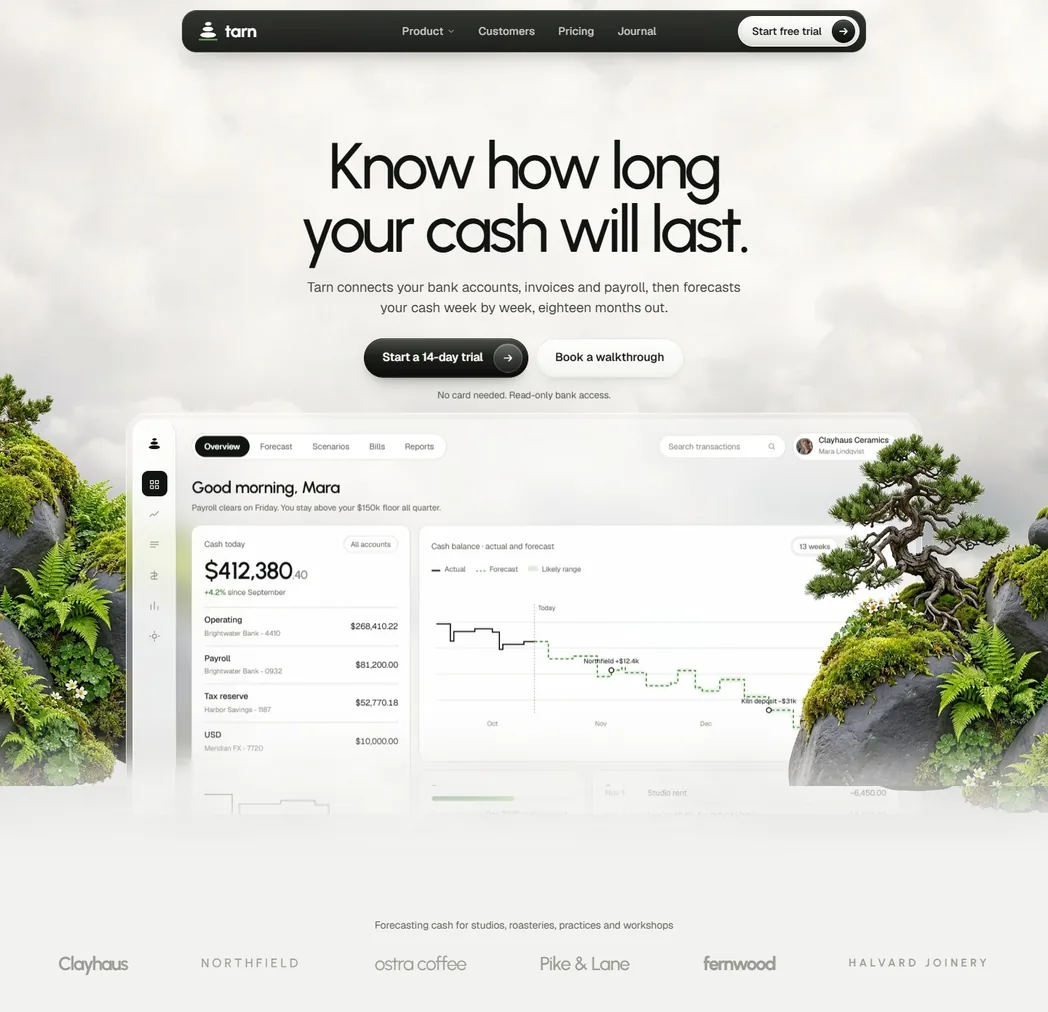 tarn
Product
Customers
Pricing
Journal
Start free trial
Know how long
your cash will last.
Tarn connects your bank accounts, invoices and payroll, then forecasts
your cash week by week, eighteen months out.
Start a 14-day trial
Book a walkthrough
No card needed. Read-only bank access.
Overview
Forecast
Scenarios
Bills
Reports
Search transactions
Clayhaus Ceramics
Mara Lindqvist
Good morning, Mara
Payroll clears on Friday. You stay above your $150k floor all quarter.
Cash today
All accounts
$412,380.40
+4.2% since September
Operating
Brightwater Bank - 4410
$268,410.22
Payroll
Brightwater Bank - 0932
$81,200.00
Tax reserve
Harbor Savings - 1187
$52,770.18
USD
Meridian FX - 7720
$10,000.00
Cash balance · actual and forecast
13 weeks
Actual
Forecast
Likely range
Today
Northfield +$12.4k
Kiln deposit -$31k
Oct
Nov
Dec
Studio rent
-6,450.00
Forecasting cash for studios, roasteries, practices and workshops
Clayhaus
NORTHFIELD
ostra coffee
Pike & Lane
fernwood
HALVARD JOINERY